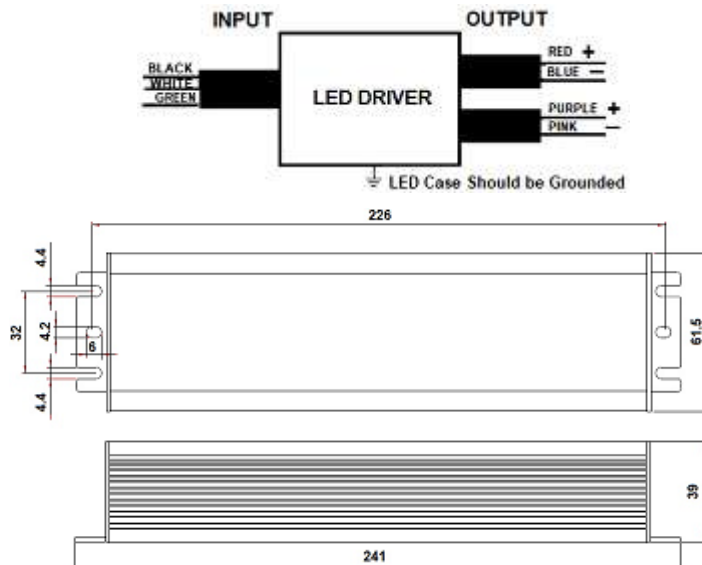 INPUT
OUTPUT
BLACK
WHITE
GREEN
LED DRIVER
RED +
BLUE −
PURPLE +
PINK −
LED Case Should be Grounded
226
4.4
32
4.2
6
4.4
61.5
39
241